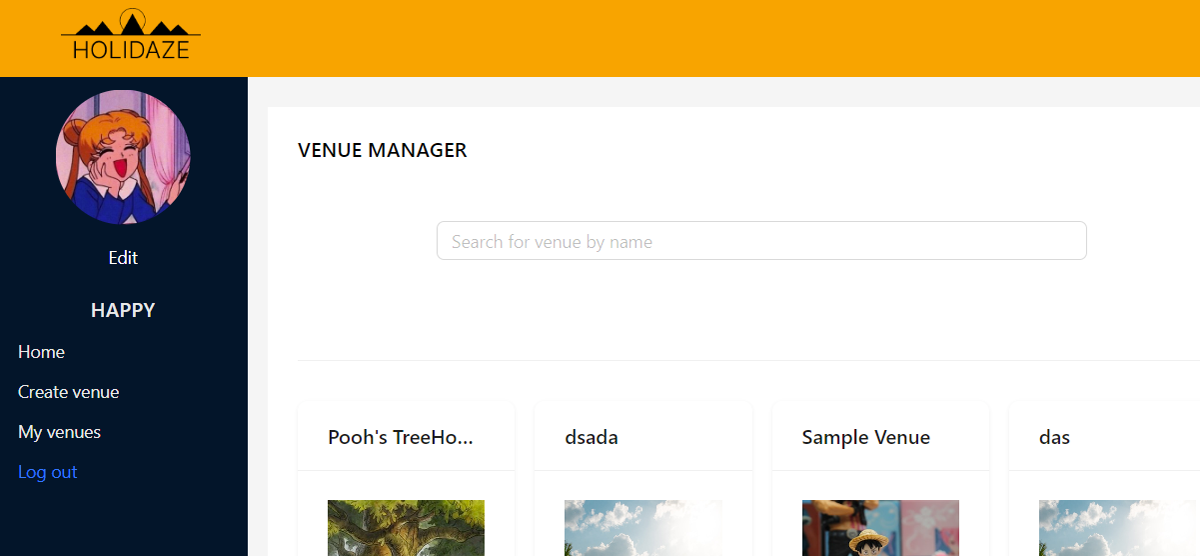 HOLIDAZE
Edit
HAPPY
Home
Create venue
My venues
Log out
VENUE MANAGER
Search for venue by name
Pooh's TreeHo...
dsada
Sample Venue
das